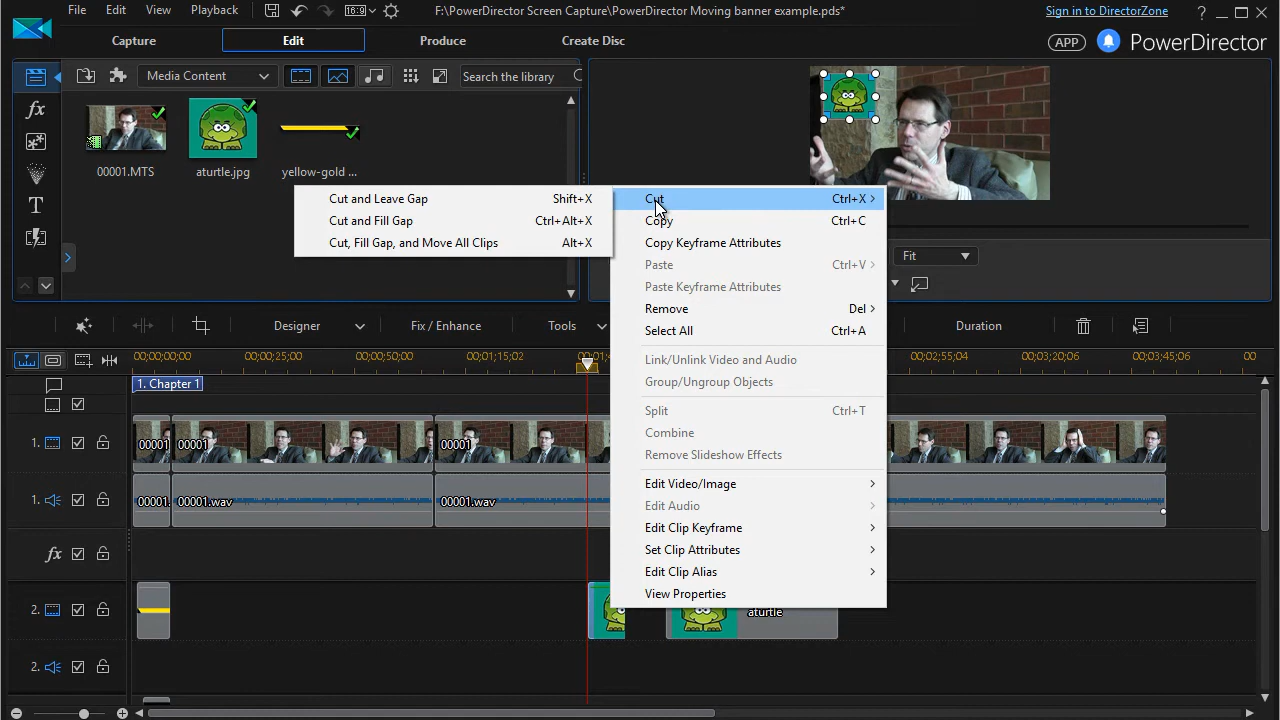 File Edit View Playback 16:9 F:\PowerDirector Screen Capture\PowerDirector Moving banner example.pds* Sign in to DirectorZone ?
Capture Edit Produce Create Disc APP PowerDirector
Media Content Search the library
fx
T
00001.MTS aturtle.jpg yellow-gold ...
Cut and Leave Gap Shift+X
Cut and Fill Gap Ctrl+Alt+X
Cut, Fill Gap, and Move All Clips Alt+X
Cut Ctrl+X
Copy Ctrl+C
Copy Keyframe Attributes
Paste Ctrl+V
Paste Keyframe Attributes
Remove Del
Select All Ctrl+A
Link/Unlink Video and Audio
Group/Ungroup Objects
Split Ctrl+T
Combine
Remove Slideshow Effects
Edit Video/Image
Edit Audio
Edit Clip Keyframe
Set Clip Attributes
Edit Clip Alias
View Properties
Fit
Designer Fix / Enhance Tools Duration
00;00;00;00 00;00;25;00 00;00;50;00 00;01;15;02 00;02;55;04 00;03;20;06 00;03;45;06
1. Chapter 1
1. 00001 00001 00001
1. 00001. 00001.wav 00001.wav
fx
2. aturtle
2.